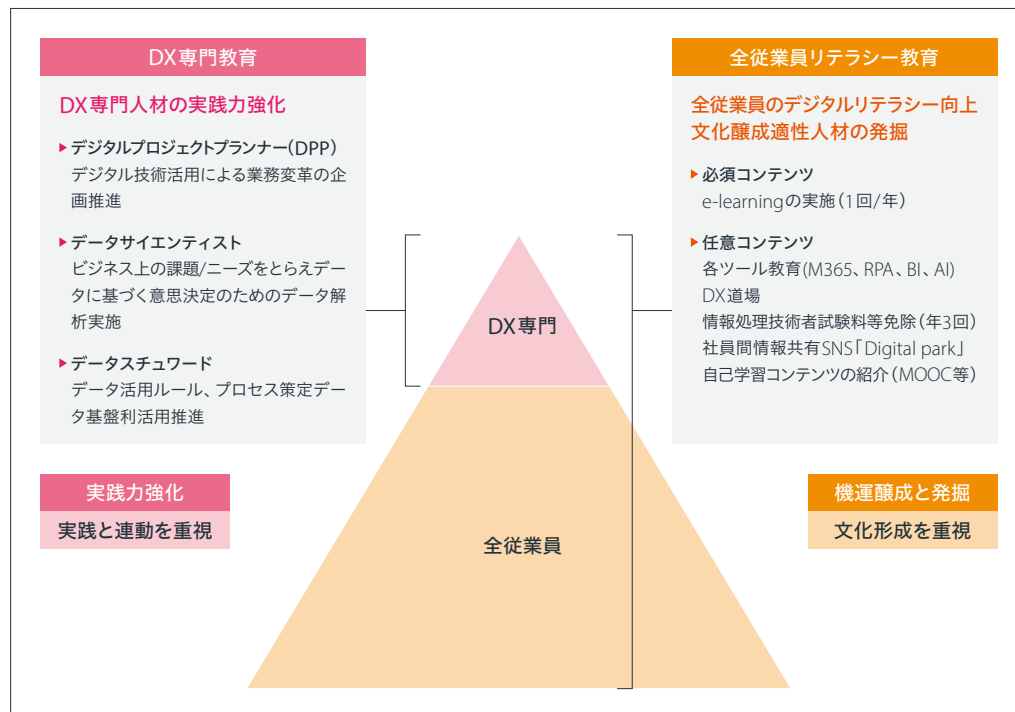 DX専門教育
DX専門人材の実践力強化
▶デジタルプロジェクトプランナー(DPP)
デジタル技術活用による業務変革の企
画推進
▶データサイエンティスト
ビジネス上の課題/ニーズをとらえデー
タに基づく意思決定のためのデータ解
析実施
▶データスチュワード
データ活用ルール、プロセス策定デー
タ基盤利活用推進
実践力強化
実践と連動を重視
DX専門
全従業員
全従業員リテラシー教育
全従業員のデジタルリテラシー向上
文化醸成適性人材の発掘
▶必須コンテンツ
e-learningの実施(1回/年)
▶任意コンテンツ
各ツール教育(M365、RPA、BI、AI)
DX道場
情報処理技術者試験料等免除(年3回)
社員間情報共有SNS「Digital park」
自己学習コンテンツの紹介(MOOC等)
機運醸成と発掘
文化形成を重視